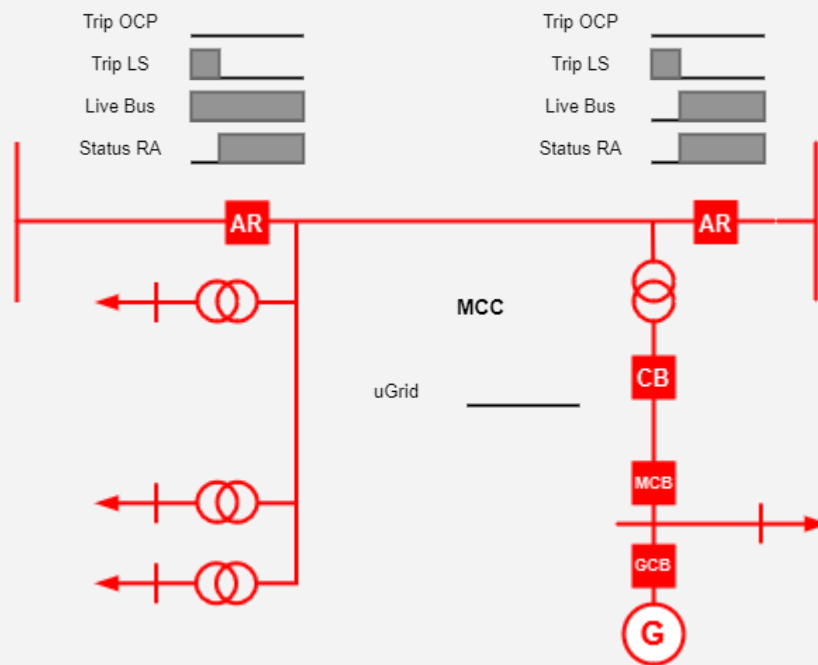 Trip OCP
Trip LS
Live Bus
Status RA
Trip OCP
Trip LS
Live Bus
Status RA
AR
AR
MCC
CB
uGrid
MCB
GCB
G